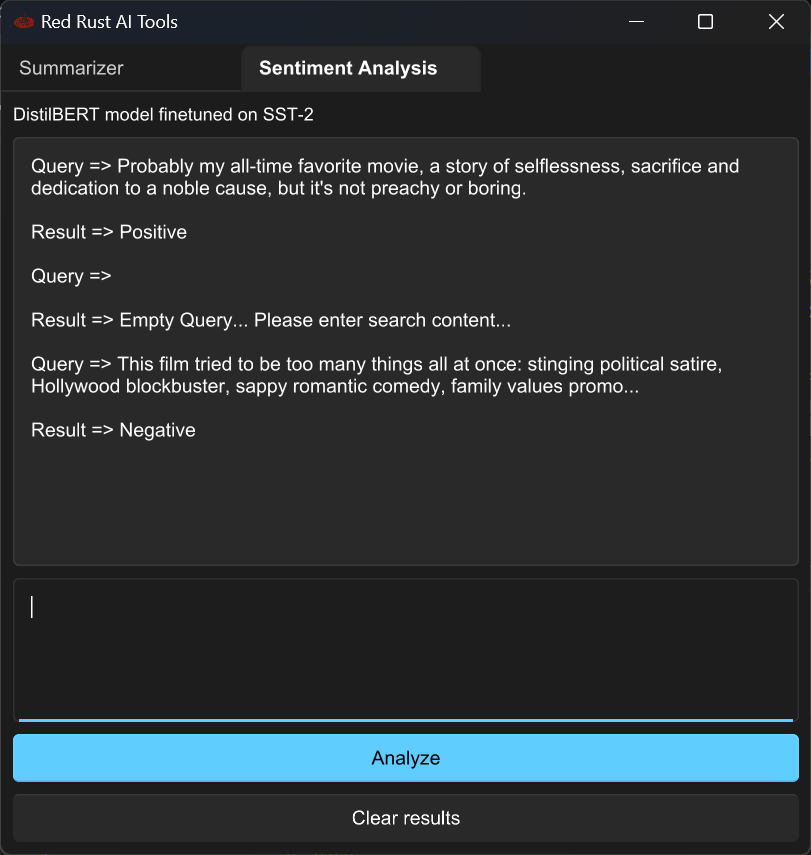 Red Rust AI Tools
Summarizer
Sentiment Analysis
DistilBERT model finetuned on SST-2
Query => Probably my all-time favorite movie, a story of selflessness, sacrifice and
dedication to a noble cause, but it's not preachy or boring.
Result => Positive
Query =>
Result => Empty Query... Please enter search content...
Query => This film tried to be too many things all at once: stinging political satire,
Hollywood blockbuster, sappy romantic comedy, family values promo...
Result => Negative
Analyze
Clear results